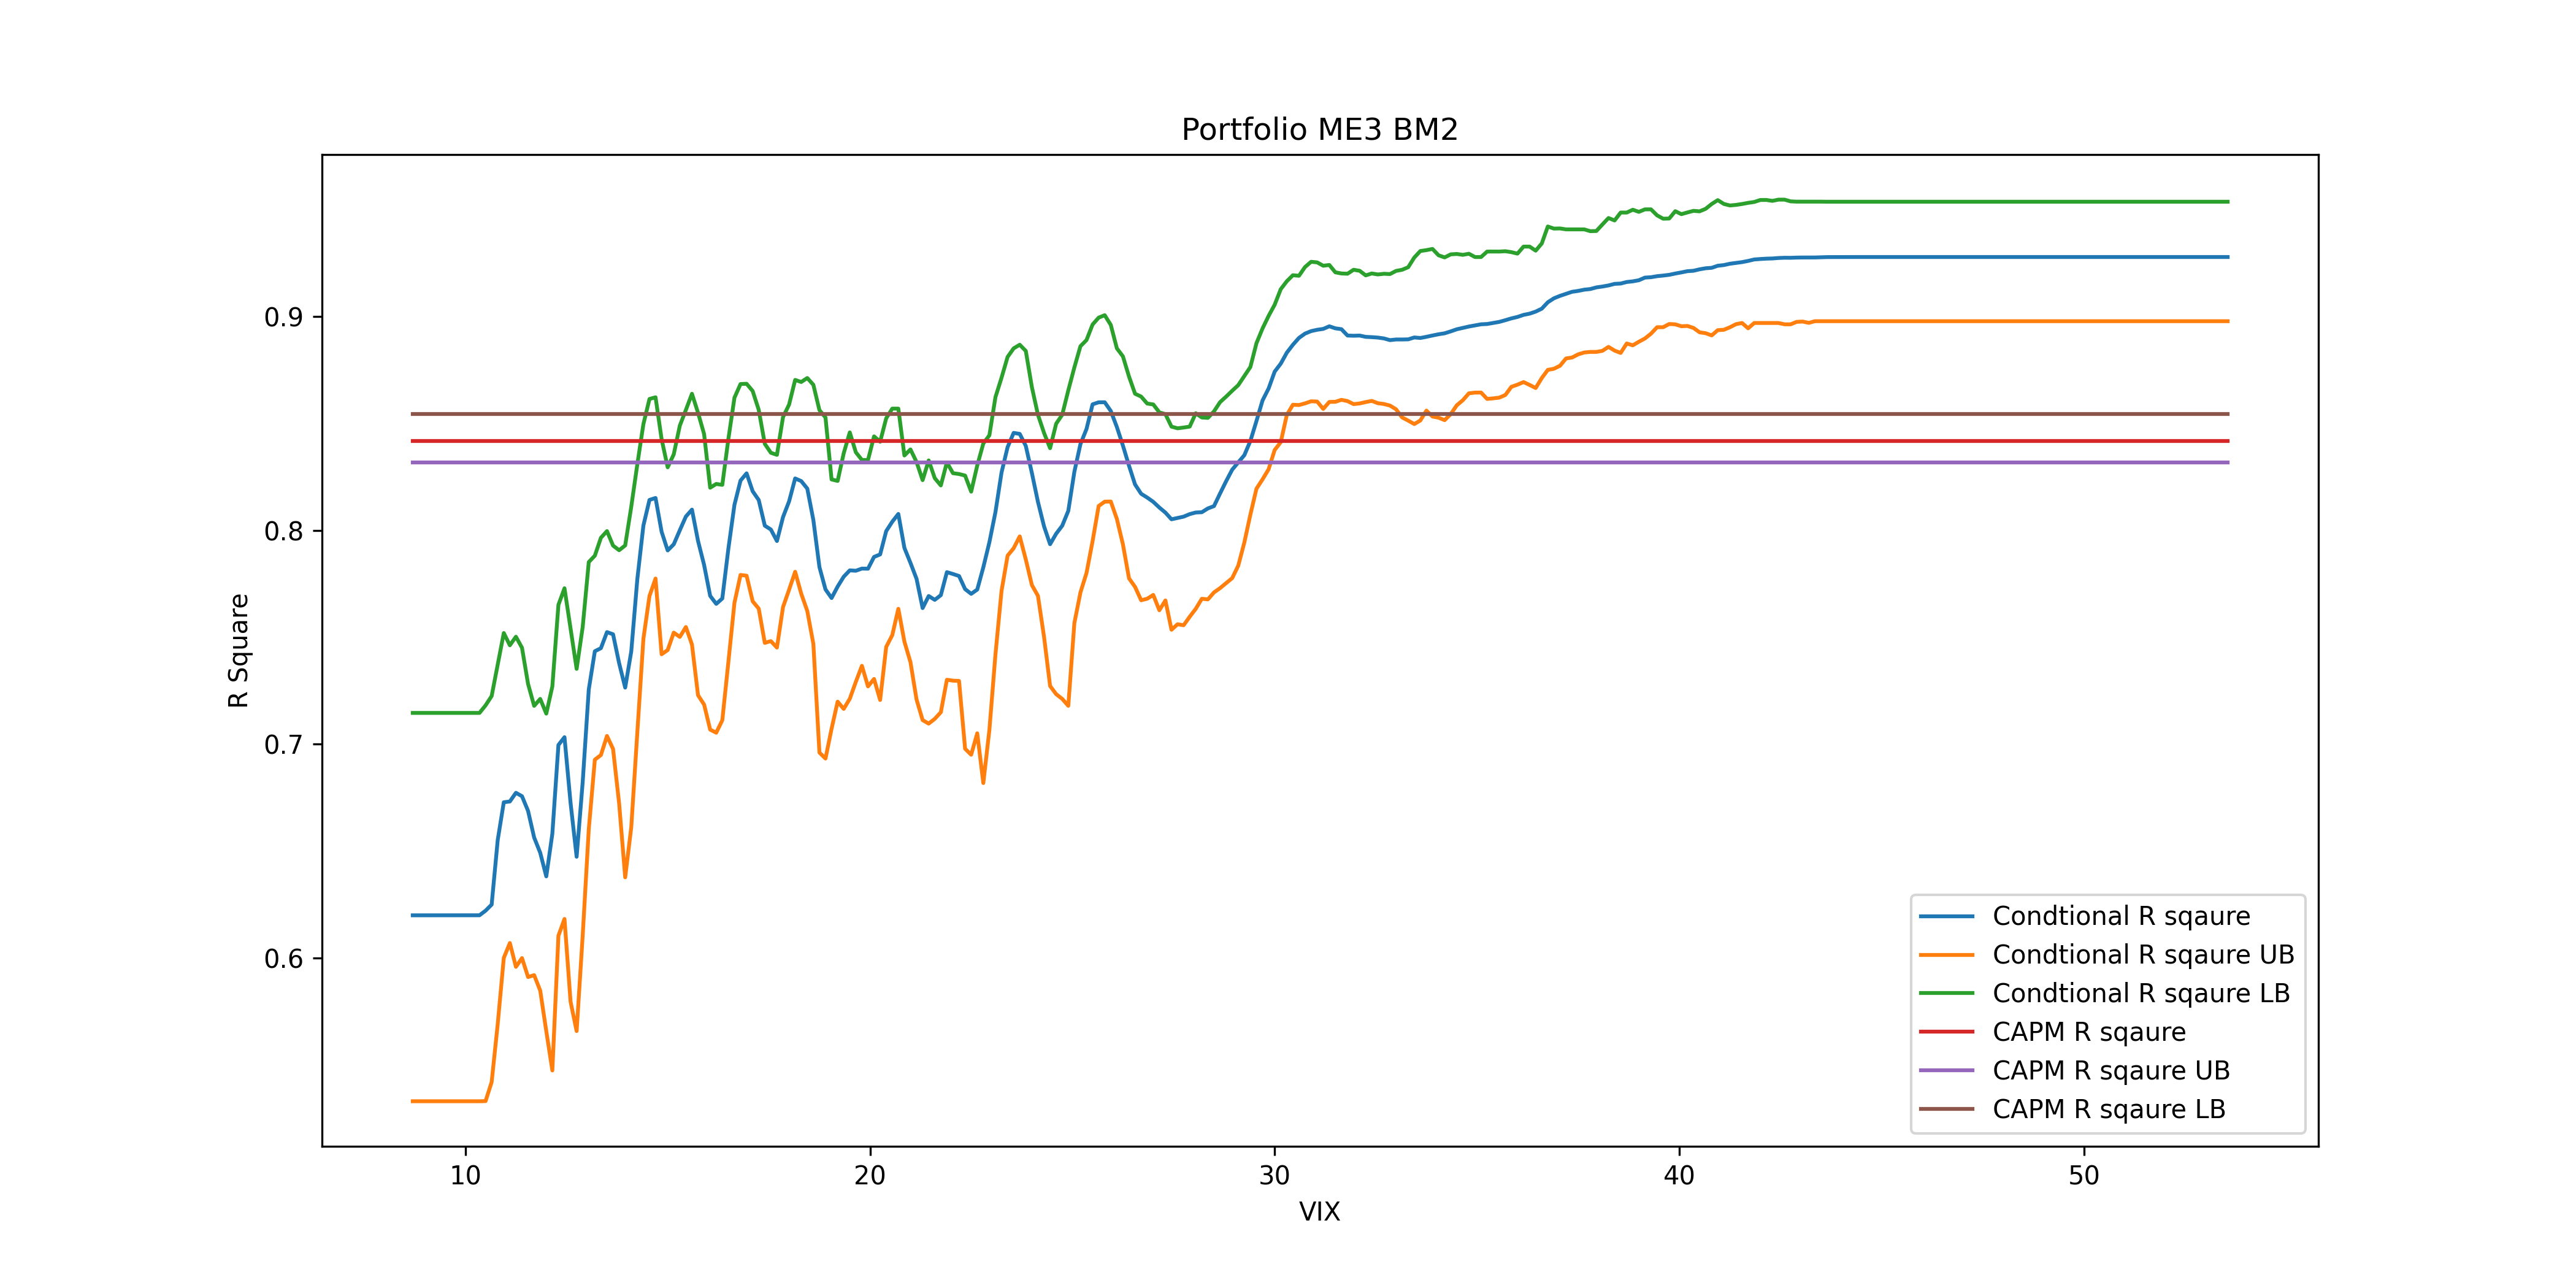 Portfolio ME3 BM2
R Square
0.9
0.8
0.7
0.6
10 20 30 40 50
VIX
Condtional R sqaure
Condtional R sqaure UB
Condtional R sqaure LB
CAPM R sqaure
CAPM R sqaure UB
CAPM R sqaure LB